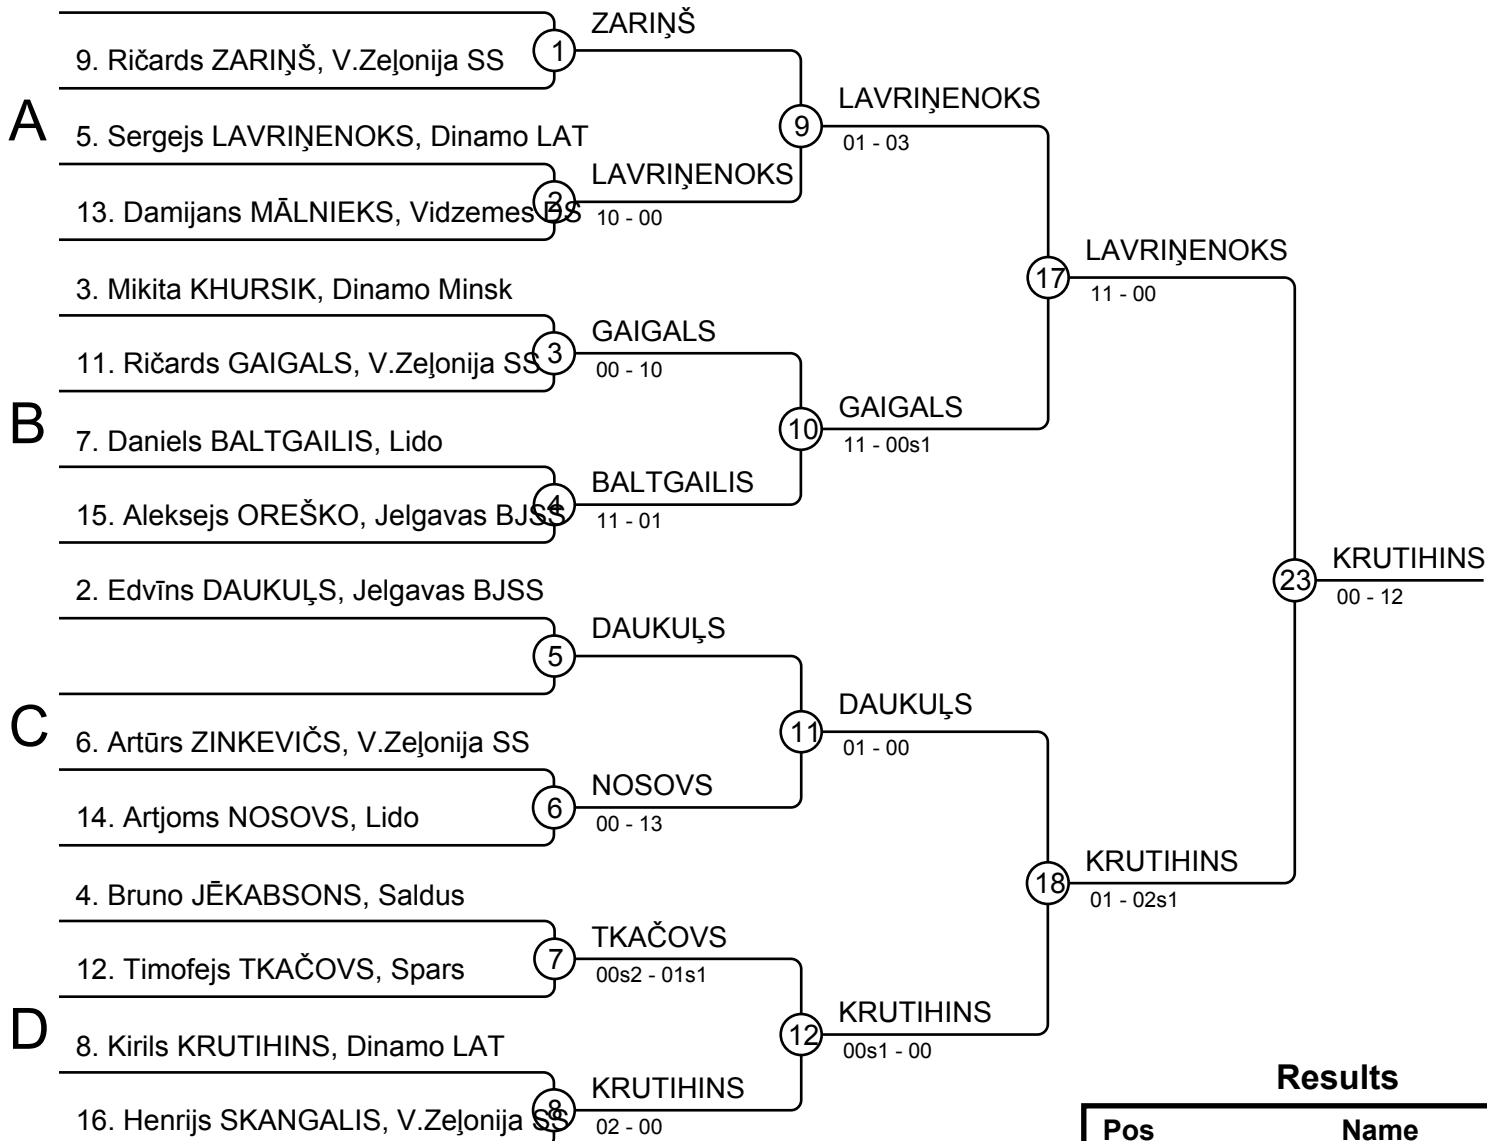 ZARIŅŠ
9. Ričards ZARIŅŠ, V.Zeļonija SS
1
A
LAVRIŅENOKS
9
01 - 03
5. Sergejs LAVRIŅENOKS, Dinamo LAT
LAVRIŅENOKS
2
10 - 00
13. Damijans MĀLNIEKS, Vidzemes BS
LAVRIŅENOKS
17
11 - 00
3. Mikita KHURSIK, Dinamo Minsk
GAIGALS
3
00 - 10
11. Ričards GAIGALS, V.Zeļonija SS
B
GAIGALS
10
11 - 00s1
7. Daniels BALTGAILIS, Lido
BALTGAILIS
4
11 - 01
15. Aleksejs OREŠKO, Jelgavas BJSS
KRUTIHINS
23
00 - 12
2. Edvīns DAUKUĻS, Jelgavas BJSS
DAUKUĻS
5
C
DAUKUĻS
11
01 - 00
6. Artūrs ZINKEVIČS, V.Zeļonija SS
NOSOVS
6
00 - 13
14. Artjoms NOSOVS, Lido
KRUTIHINS
18
01 - 02s1
4. Bruno JĒKABSONS, Saldus
TKAČOVS
7
00s2 - 01s1
12. Timofejs TKAČOVS, Spars
D
KRUTIHINS
12
00s1 - 00
8. Kirils KRUTIHINS, Dinamo LAT
KRUTIHINS
8
02 - 00
16. Henrijs SKANGALIS, V.Zeļonija SS
Results
Pos Name